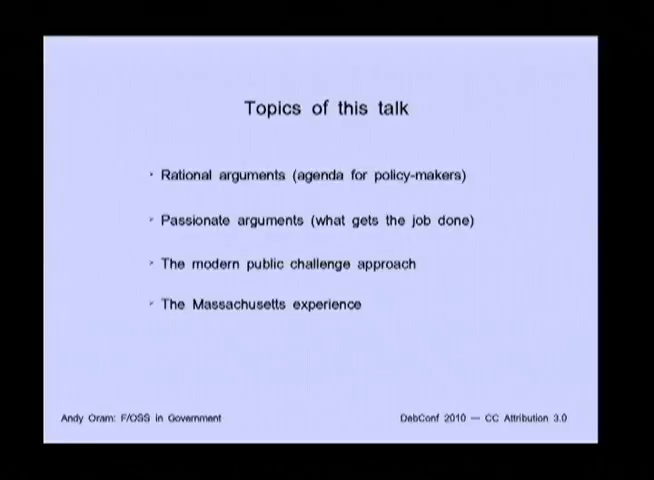 Topics of this talk
Rational arguments (agenda for policy-makers)
Passionate arguments (what gets the job done)
The modern public challenge approach
The Massachusetts experience
Andy Oram: F/OSS in Government
DebConf 2010 — CC Attribution 3.0